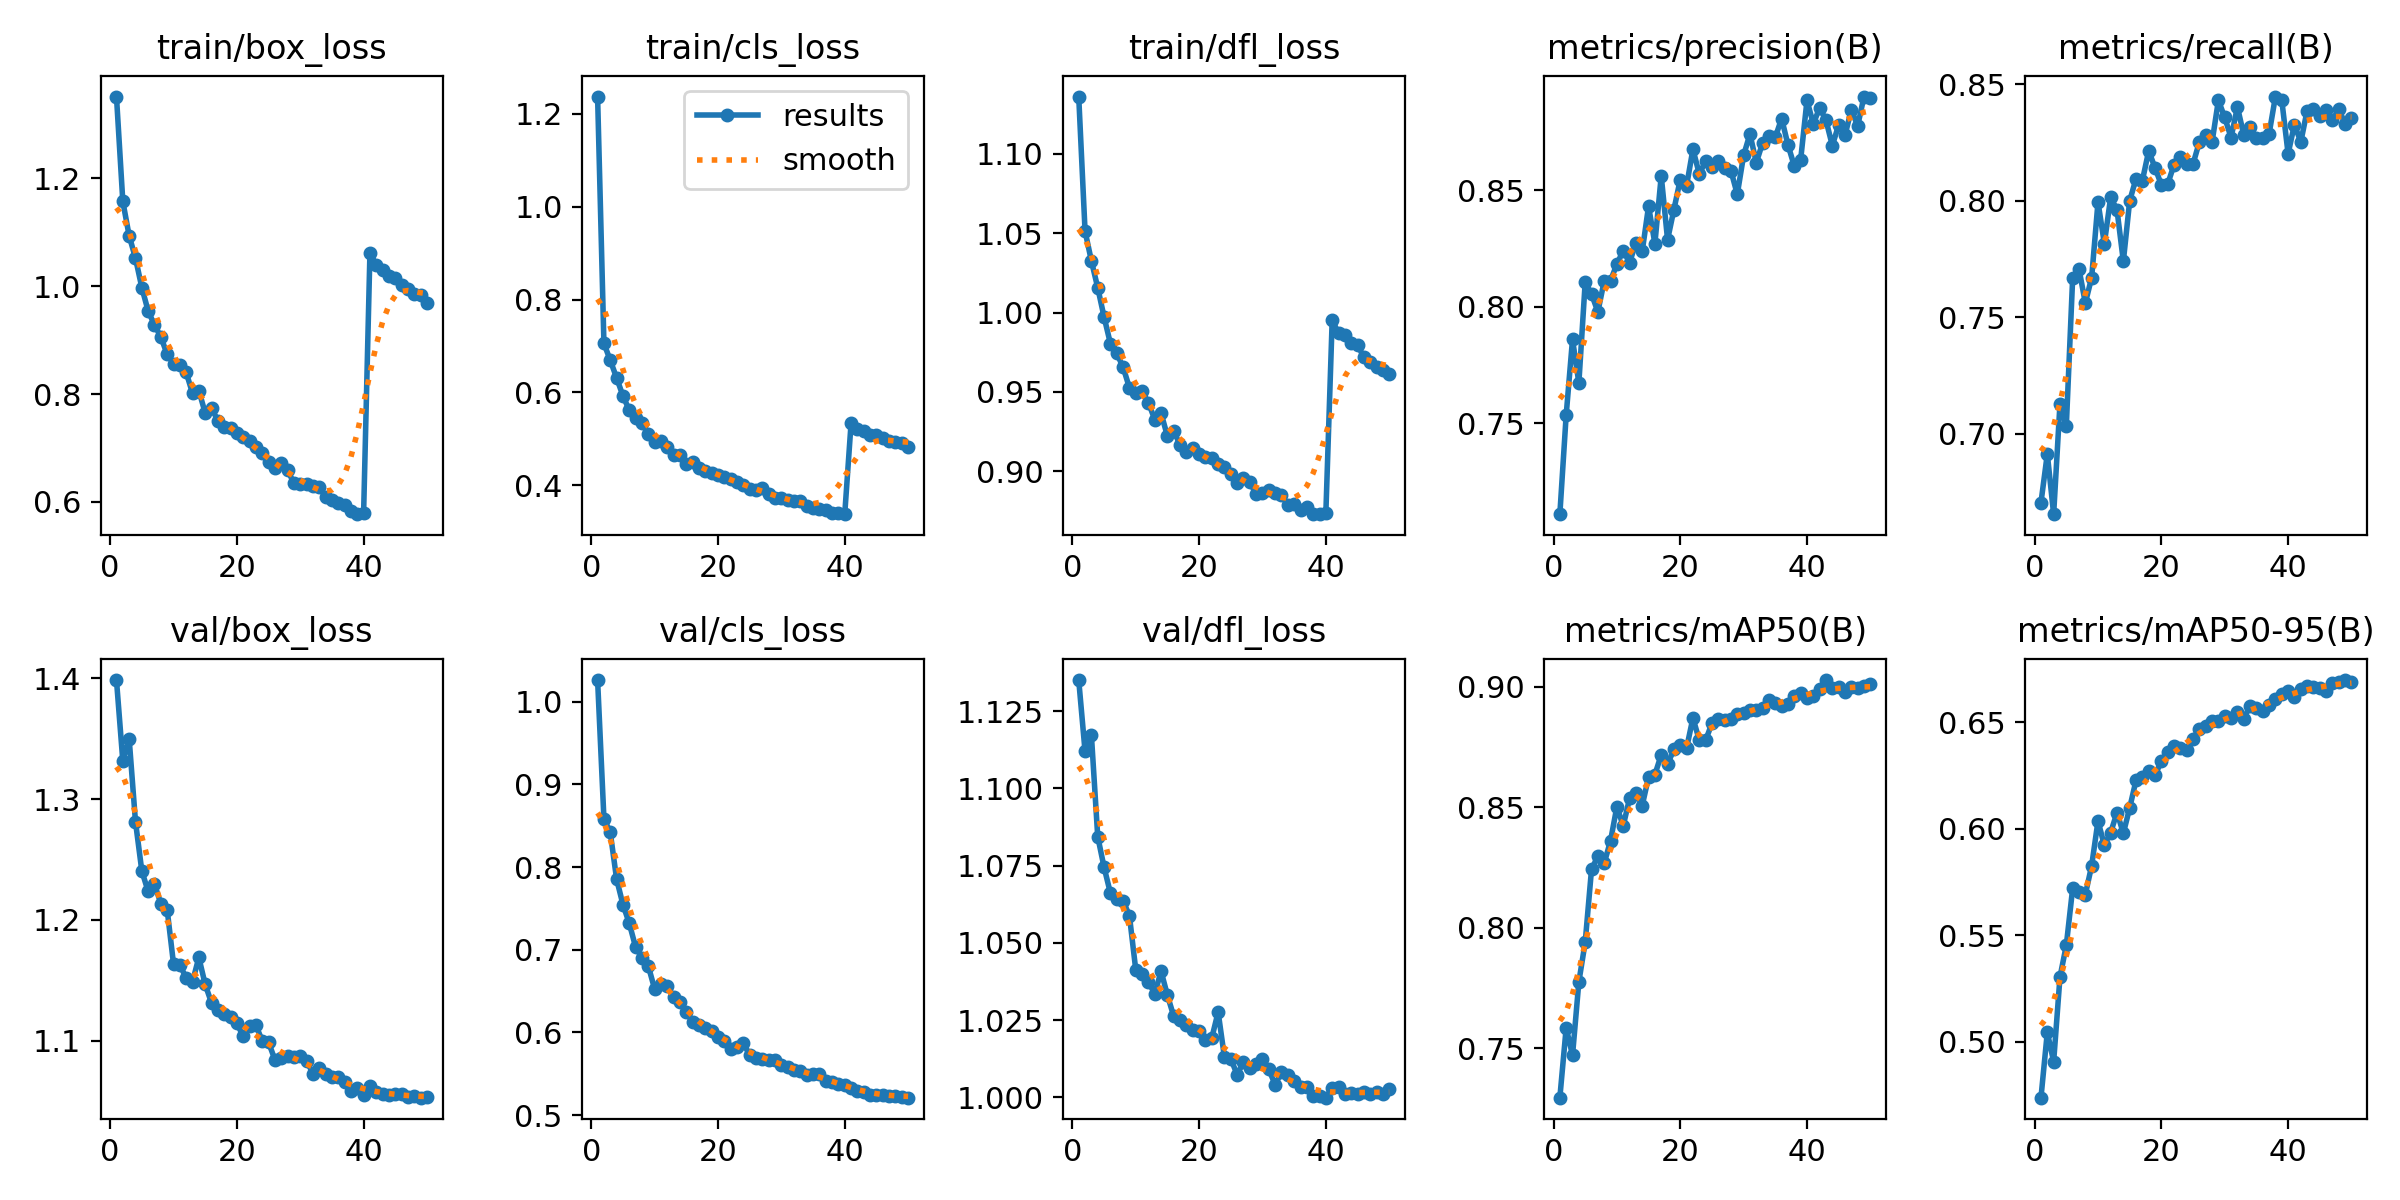 train/box_loss
1.2
1.0
0.8
0.6
0 20 40
train/cls_loss
results
smooth
1.2
1.0
0.8
0.6
0.4
0 20 40
train/dfl_loss
1.10
1.05
1.00
0.95
0.90
0 20 40
metrics/precision(B)
0.85
0.80
0.75
0 20 40
metrics/recall(B)
0.85
0.80
0.75
0.70
0 20 40
val/box_loss
1.4
1.3
1.2
1.1
0 20 40
val/cls_loss
1.0
0.9
0.8
0.7
0.6
0.5
0 20 40
val/dfl_loss
1.125
1.100
1.075
1.050
1.025
1.000
0 20 40
metrics/mAP50(B)
0.90
0.85
0.80
0.75
0 20 40
metrics/mAP50-95(B)
0.65
0.60
0.55
0.50
0 20 40